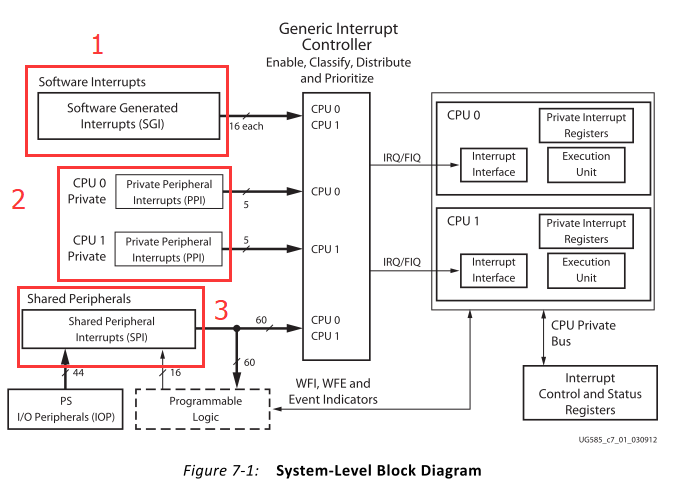 Generic Interrupt
Controller
Enable, Classify, Distribute
and Prioritize
1
Software Interrupts
Software Generated
Interrupts (SGI)
16 each
CPU 0
CPU 1
2
CPU 0
Private
Private Peripheral
Interrupts (PPI)
5
CPU 0
CPU 1
Private
Private Peripheral
Interrupts (PPI)
5
CPU 1
3
Shared Peripherals
Shared Peripheral
Interrupts (SPI)
60
CPU 0
CPU 1
44
16
60
PS
I/O Peripherals (IOP)
Programmable
Logic
WFI, WFE and
Event Indicators
IRQ/FIQ
CPU 0
Private Interrupt
Registers
Interrupt
Interface
Execution
Unit
IRQ/FIQ
CPU 1
Private Interrupt
Registers
Interrupt
Interface
Execution
Unit
CPU Private
Bus
Interrupt
Control and Status
Registers
UG585_c7_01_030912
Figure 7-1: System-Level Block Diagram